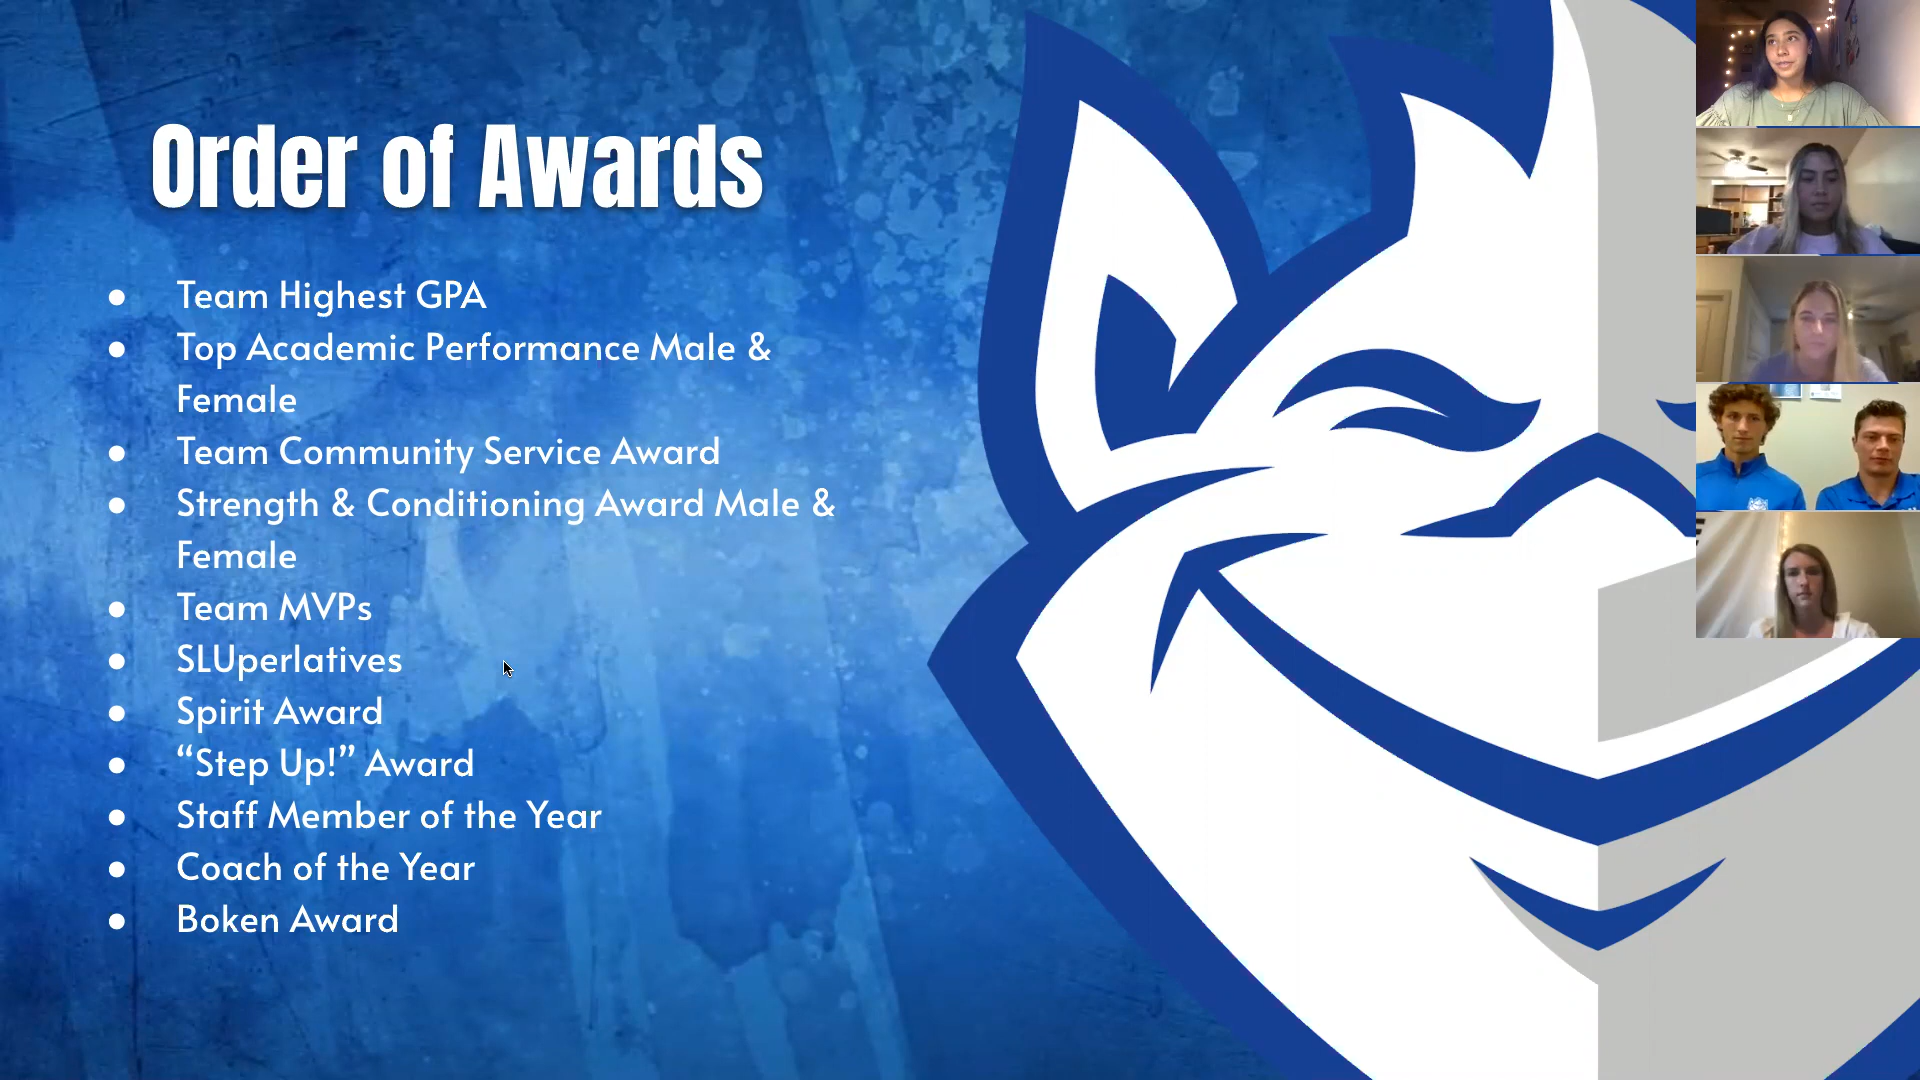 Order of Awards
● Team Highest GPA
● Top Academic Performance Male &
Female
● Team Community Service Award
● Strength & Conditioning Award Male &
Female
● Team MVPs
● SLUperlatives
● Spirit Award
● “Step Up!” Award
● Staff Member of the Year
● Coach of the Year
● Boken Award